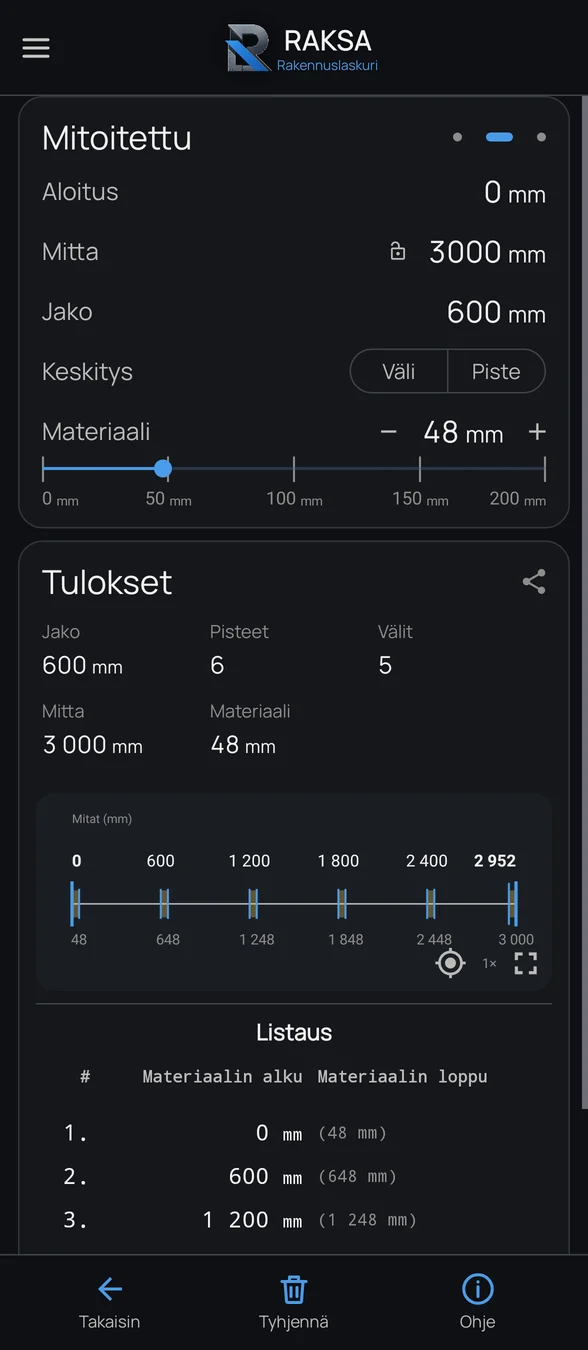 RAKSA
Rakennuslaskuri
Mitoitettu
Aloitus 0 mm
Mitta 3000 mm
Jako 600 mm
Keskitys Väli Piste
Materiaali − 48 mm +
0 mm 50 mm 100 mm 150 mm 200 mm
Tulokset
Jako Pisteet Välit
600 mm 6 5
Mitta Materiaali
3 000 mm 48 mm
Mitat (mm)
0 600 1 200 1 800 2 400 2 952
48 648 1 248 1 848 2 448 3 000
1×
Listaus
# Materiaalin alku Materiaalin loppu
1. 0 mm (48 mm)
2. 600 mm (648 mm)
3. 1 200 mm (1 248 mm)
Takaisin Tyhjennä Ohje